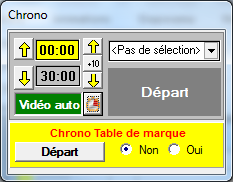 Chrono
00:00
+10
<Pas de sélection>
30:00
Départ
Vidéo auto
Chrono Table de marque
Départ
Non
Oui